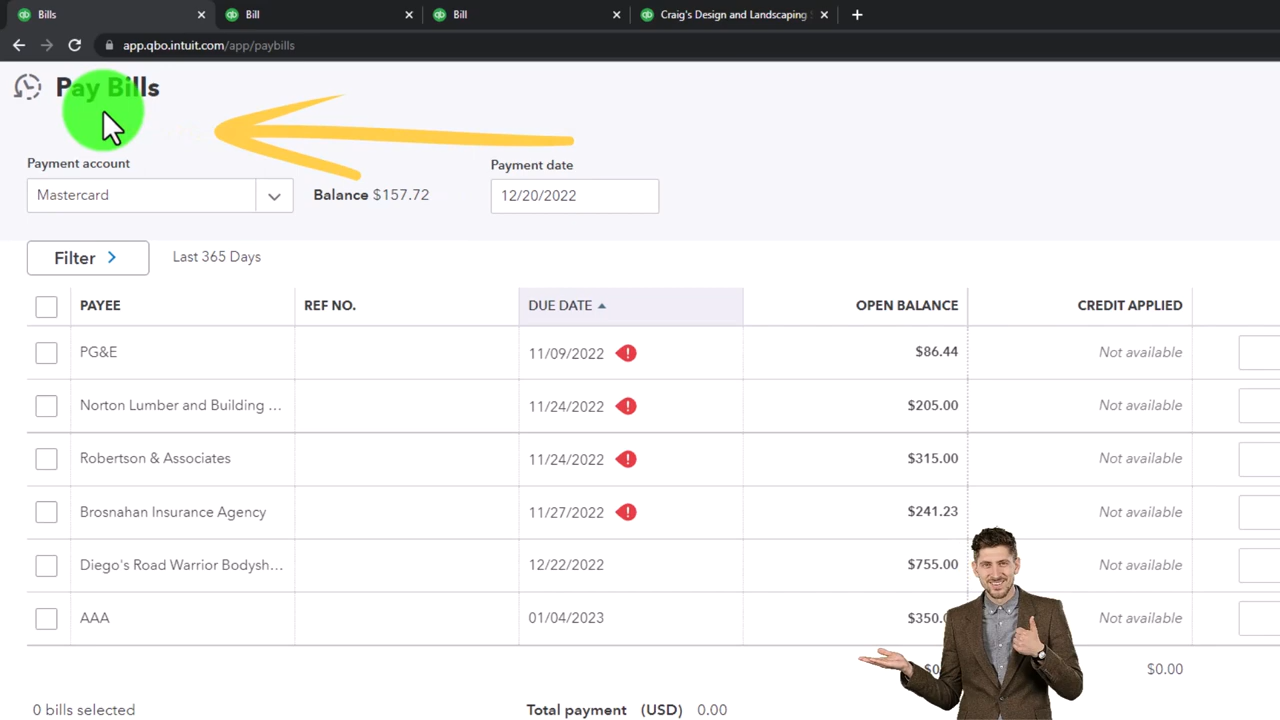 Bills
Bill
Bill
Craig's Design and Landscaping
app.qbo.intuit.com/app/paybills
Pay Bills
Payment account
Payment date
Mastercard
Balance $157.72
12/20/2022
Filter
Last 365 Days
PAYEE REF NO. DUE DATE OPEN BALANCE CREDIT APPLIED
PG&E 11/09/2022 $86.44 Not available
Norton Lumber and Building ... 11/24/2022 $205.00 Not available
Robertson & Associates 11/24/2022 $315.00 Not available
Brosnahan Insurance Agency 11/27/2022 $241.23 Not available
Diego's Road Warrior Bodysh... 12/22/2022 $755.00 Not available
AAA 01/04/2023 $350. Not available
$0.00
0 bills selected
Total payment (USD) 0.00